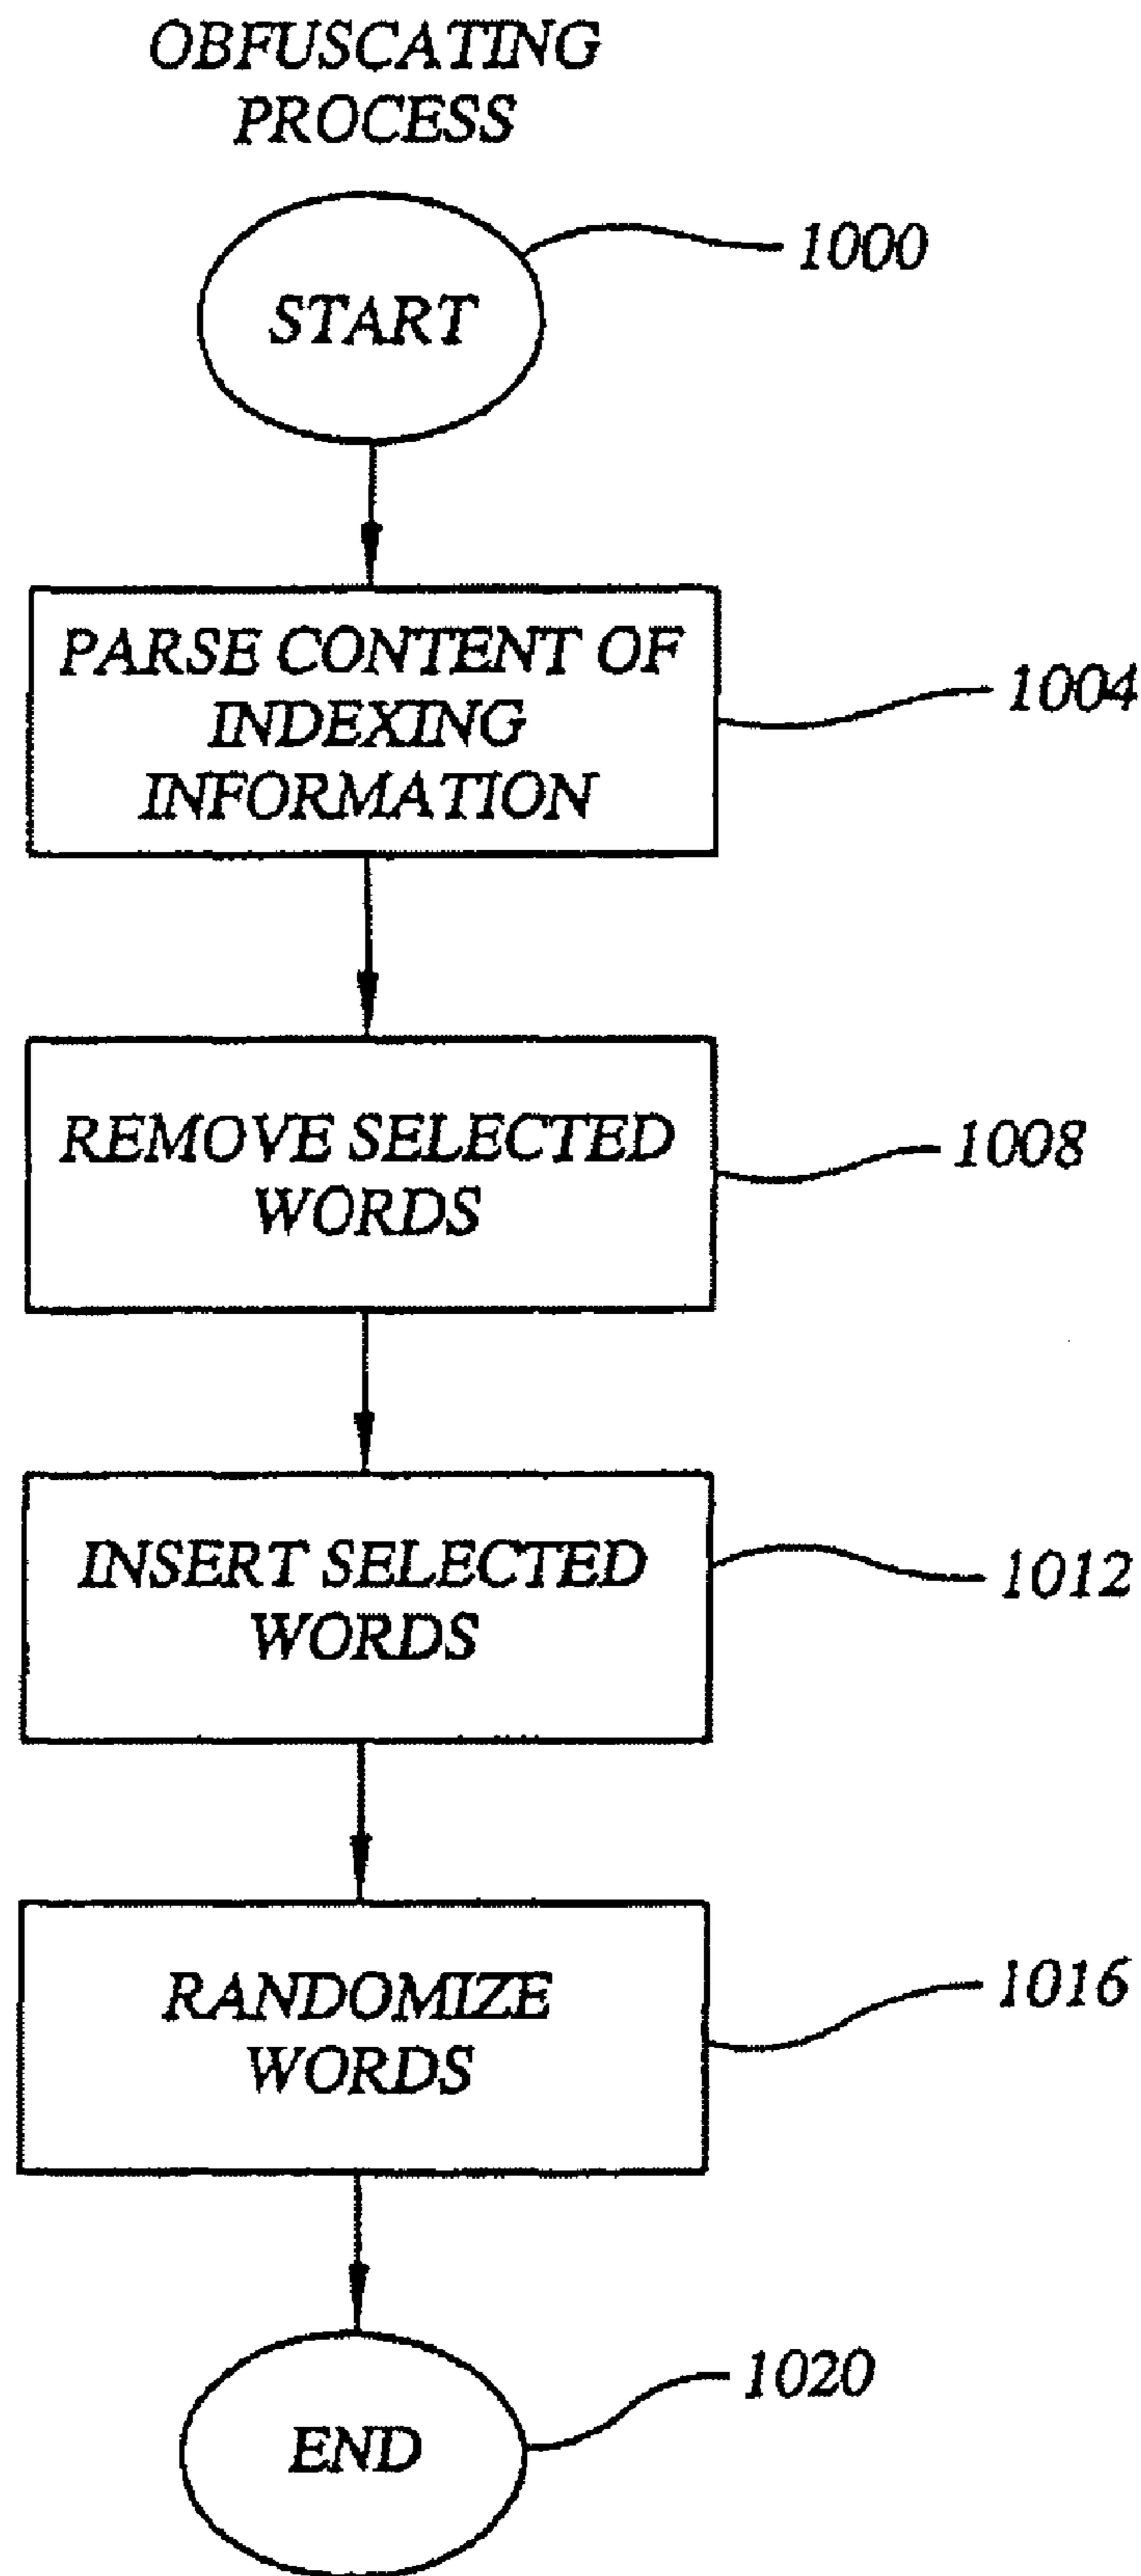 OBFUSCATING
PROCESS
START
1000
PARSE CONTENT OF
INDEXING
INFORMATION
1004
REMOVE SELECTED
WORDS
1008
INSERT SELECTED
WORDS
1012
RANDOMIZE
WORDS
1016
END
1020